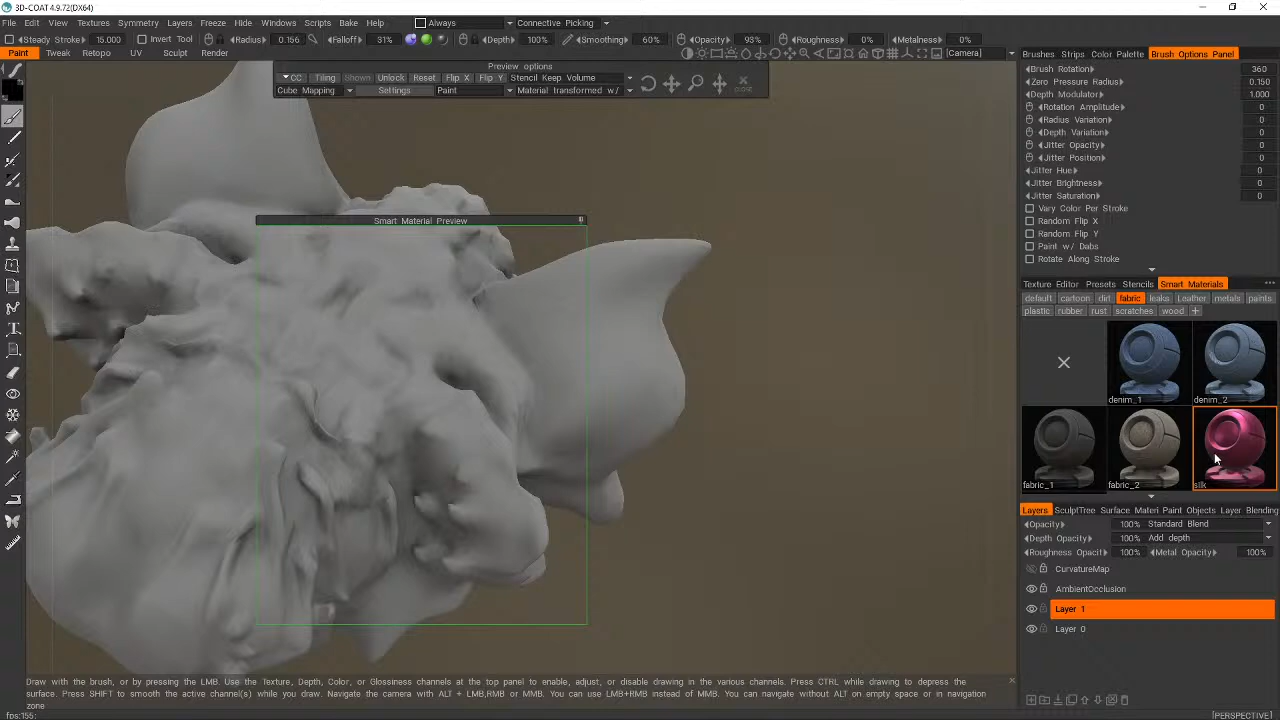 3D-COAT 4.9.72(DX64)
File Edit View Textures Symmetry Layers Freeze Hide Windows Scripts Bake Help Always Connective Picking
Steady Stroke 15.000 Invert Tool Radius 0.156 Falloff 31% Depth 100% Smoothing 60% Opacity 93% Roughness 0% Metalness 0%
Paint Tweak Retopo UV Sculpt Render [Camera]
Preview options
CC Tiling Shown Unlock Reset Flip X Flip Y Stencil Keep Volume
Cube Mapping Settings Paint Material transformed w/
CLOSE
Smart Material Preview
Brushes Strips Color Palette Brush Options Panel
Brush Rotation 360
Zero Pressure Radius 0.150
Depth Modulator 1.000
Rotation Amplitude 0
Radius Variation 0
Depth Variation 0
Jitter Opacity 0
Jitter Position 0
Jitter Hue 0
Jitter Brightness 0
Jitter Saturation 0
Vary Color Per Stroke
Random Flip X
Random Flip Y
Paint w/ Dabs
Rotate Along Stroke
Texture Editor Presets Stencils Smart Materials
default cartoon dirt fabric leaks Leather metals paints
plastic rubber rust scratches wood +
denim_1 denim_2
fabric_1 fabric_2 silk
Layers SculptTree Surface Materi Paint Objects Layer Blending
Opacity 100% Standard Blend
Depth Opacity 100% Add depth
Roughness Opacit 100% Metal Opacity 100%
CurvatureMap
AmbientOcclusion
Layer 1
Layer 0
Draw with the brush, or by pressing the LMB. Use the Texture, Depth, Color, or Glossiness channels at the top panel to enable, adjust, or disable drawing in the various channels. Press CTRL while drawing to depress the
surface. Press SHIFT to smooth the active channel(s) while you draw. Navigate the camera with ALT + LMB,RMB or MMB. You can use LMB+RMB instead of MMB. You can navigate without ALT on empty space or in navigation
zone
fps:155; [PERSPECTIVE]